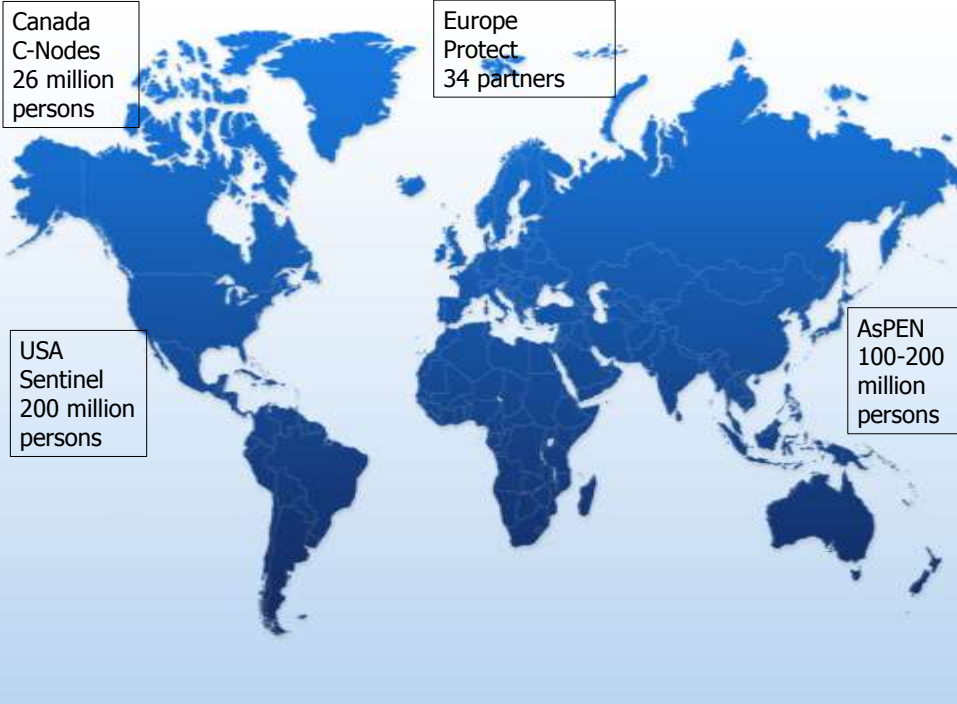 Canada
C-Nodes
26 million
persons
Europe
Protect
34 partners
USA
Sentinel
200 million
persons
AsPEN
100-200
million
persons